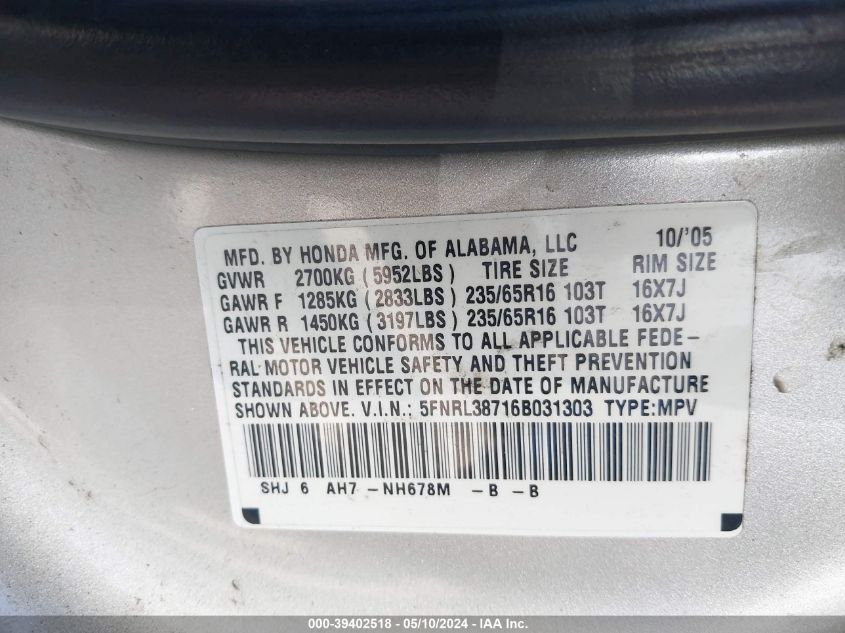 MFD. BY HONDA MFG. OF ALABAMA, LLC 10/'05
GVWR 2700KG (5952LBS) TIRE SIZE RIM SIZE
GAWR F 1285KG (2833LBS) 235/65R16 103T 16X7J
GAWR R 1450KG (3197LBS) 235/65R16 103T 16X7J
THIS VEHICLE CONFORMS TO ALL APPLICABLE FEDE-
RAL MOTOR VEHICLE SAFETY AND THEFT PREVENTION
STANDARDS IN EFFECT ON THE DATE OF MANUFACTURE
SHOWN ABOVE. V.I.N.: 5FNRL38716B031303 TYPE:MPV
SHJ 6 AH7 -NH678M -B -B
000-39402518 - 05/10/2024 - IAAI Inc.